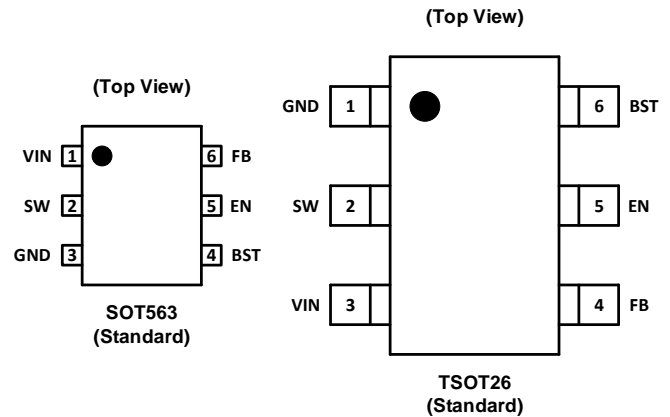 (Top View)
VIN 1 6 FB
SW 2 5 EN
GND 3 4 BST
SOT563
(Standard)
(Top View)
GND 1 6 BST
SW 2 5 EN
VIN 3 4 FB
TSOT26
(Standard)